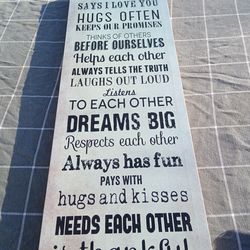 SAYS I LOVE YOU
HUGS OFTEN
KEEPS OUR PROMISES
THINKS OF OTHERS
BEFORE OURSELVES
Helps each other
ALWAYS TELLS THE TRUTH
LAUGHS OUT LOUD
Listens
TO EACH OTHER
DREAMS BIG
Respects each other
Always has fun
PAYS WITH
hugs and kisses
NEEDS EACH OTHER
is thankful